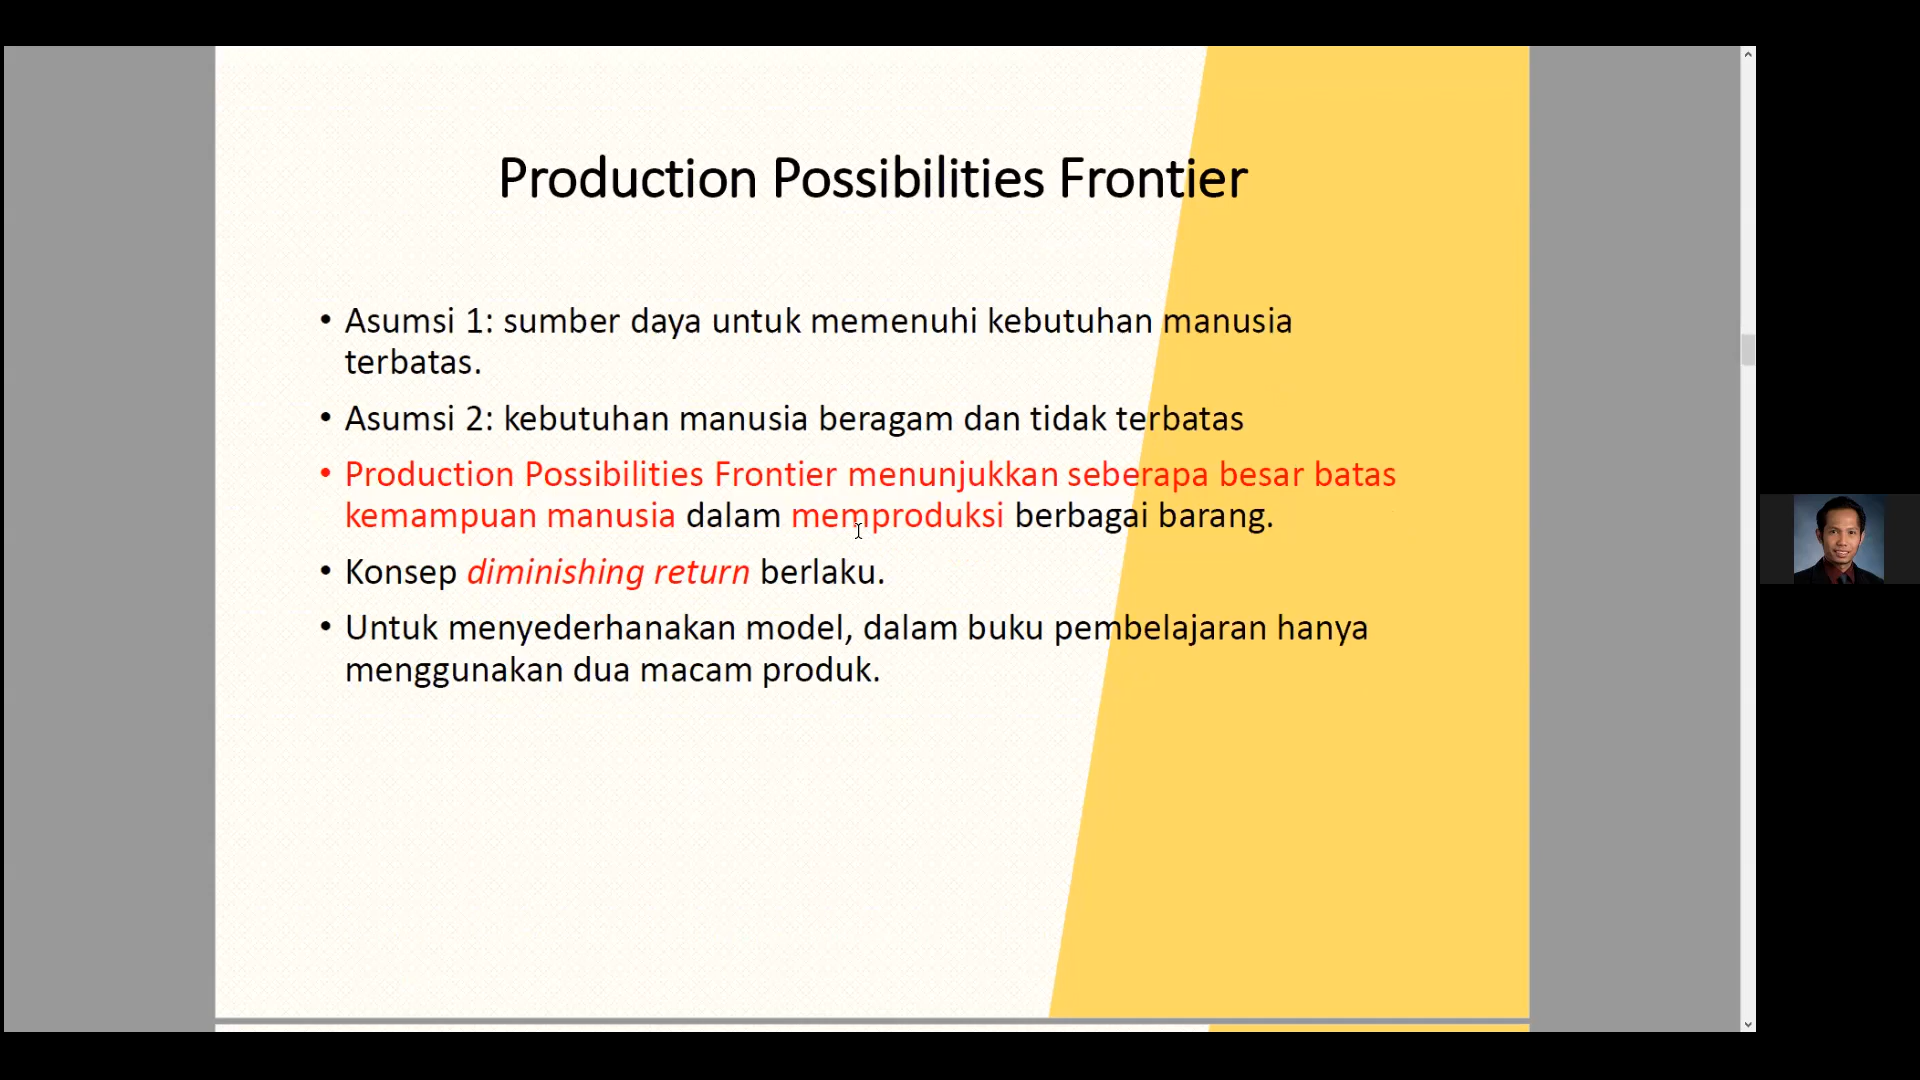 Production Possibilities Frontier
• Asumsi 1: sumber daya untuk memenuhi kebutuhan manusia
terbatas.
• Asumsi 2: kebutuhan manusia beragam dan tidak terbatas
• Production Possibilities Frontier menunjukkan seberapa besar batas
kemampuan manusia dalam memproduksi berbagai barang.
• Konsep diminishing return berlaku.
• Untuk menyederhanakan model, dalam buku pembelajaran hanya
menggunakan dua macam produk.